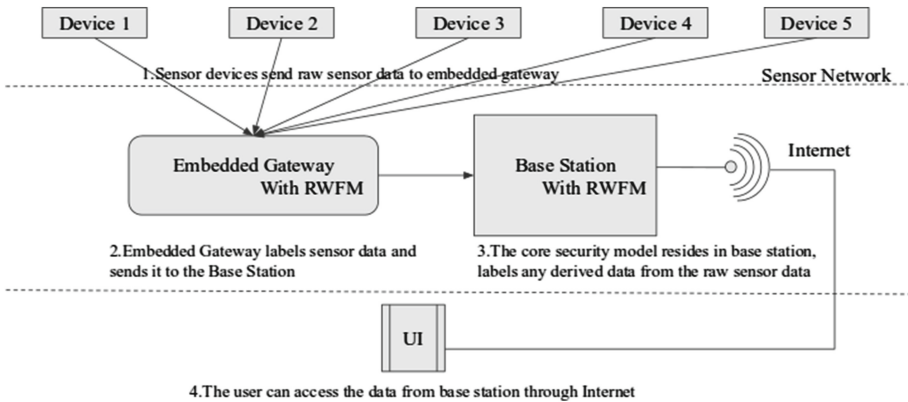 Device 1
Device 2
Device 3
Device 4
Device 5
1.Sensor devices send raw sensor data to embedded gateway
Sensor Network
Embedded Gateway
With RWFM
Base Station
With RWFM
Internet
2.Embedded Gateway labels sensor data and
sends it to the Base Station
3.The core security model resides in base station,
labels any derived data from the raw sensor data
UI
4.The user can access the data from base station through Internet